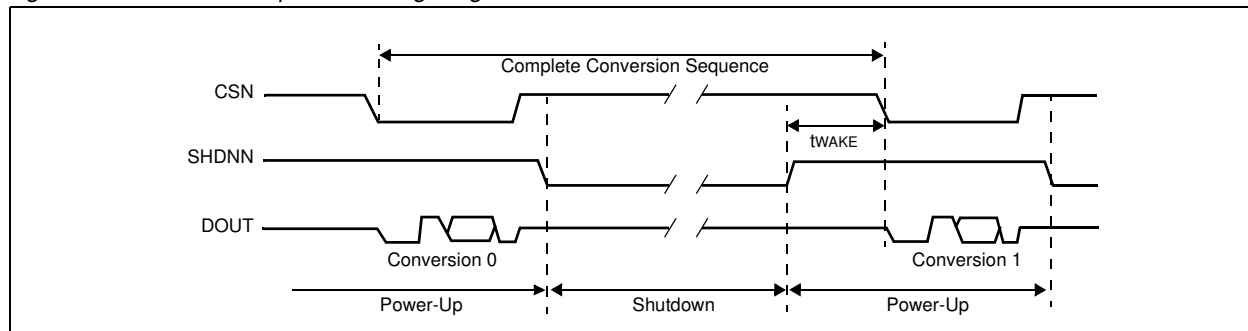 Complete Conversion Sequence
CSN
tWAKE
SHDNN
DOUT
Conversion 0
Conversion 1
Power-Up
Shutdown
Power-Up